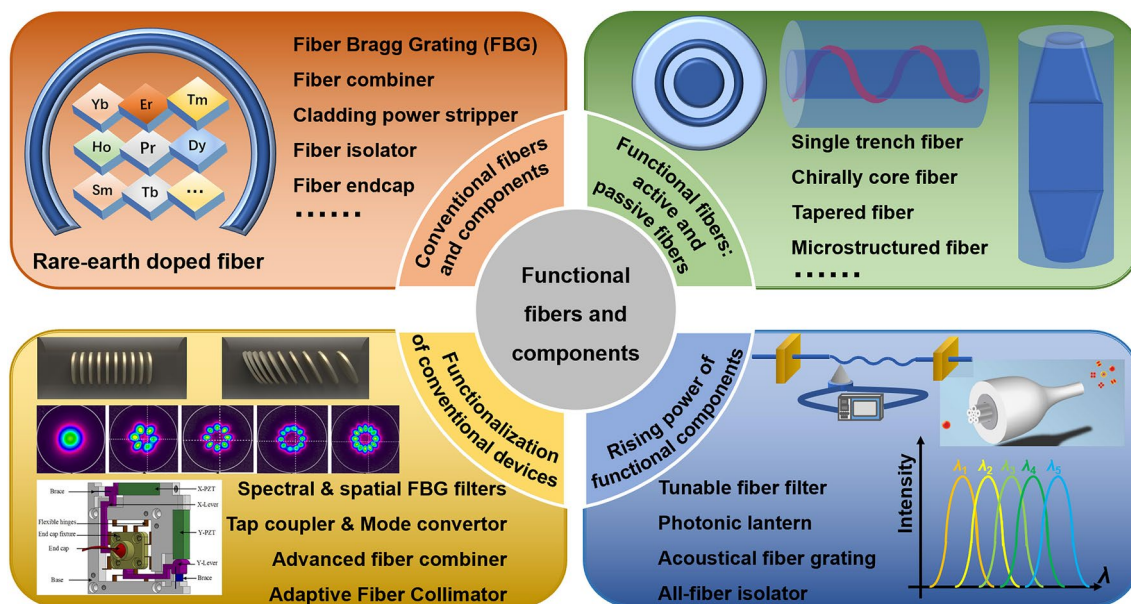 Yb
Er
Tm
Ho
Pr
Dy
Sm
Tb
...
Rare-earth doped fiber
Fiber Bragg Grating (FBG)
Fiber combiner
Cladding power stripper
Fiber isolator
Fiber endcap
......
Conventional fibers
and components
Functional fibers:
active and
passive fibers
Single trench fiber
Chirally core fiber
Tapered fiber
Microstructured fiber
......
Functional
fibers and
components
Functionalization
of conventional devices
Rising power of
functional components
Brace
X-PZT
X-Lever
Flexible hinges
End cap fixture
End cap
Y-PZT
Y-Lever
Base
Brace
Spectral & spatial FBG filters
Tap coupler & Mode convertor
Advanced fiber combiner
Adaptive Fiber Collimator
Tunable fiber filter
Photonic lantern
Acoustical fiber grating
All-fiber isolator
Intensity
λ1
λ2
λ3
λ4
λ5
λ